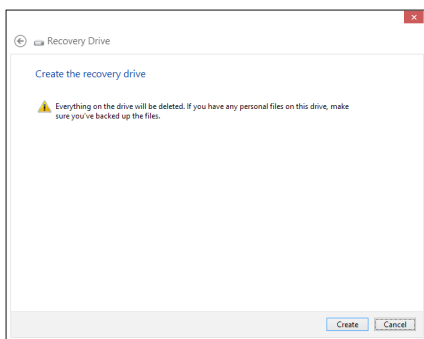 Recovery Drive
Create the recovery drive
Everything on the drive will be deleted. If you have any personal files on this drive, make
sure you've backed up the files.
Create Cancel